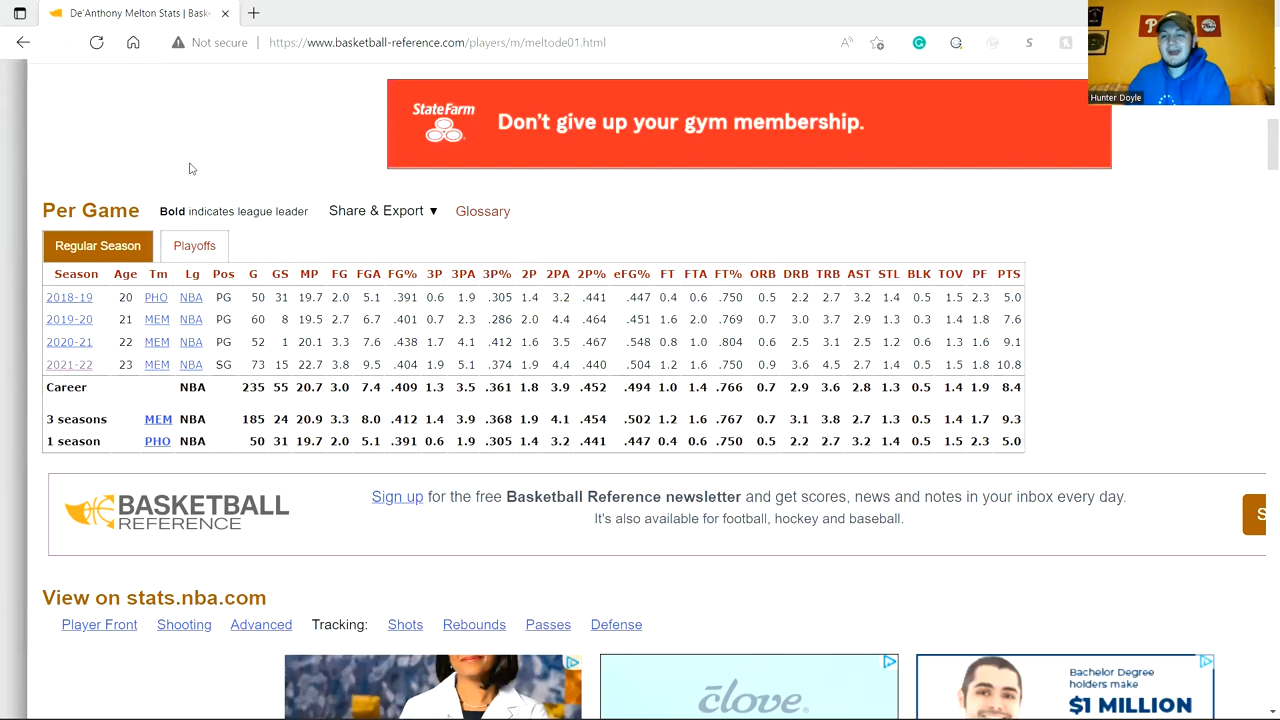 De'Anthony Melton Stats | Bask
Not secure | https://www.basketball-reference.com/players/m/meltode01.html
Hunter Doyle
StateFarm
Don't give up your gym membership.
Per Game Bold indicates league leader Share & Export ▼ Glossary
Regular Season Playoffs
Season Age Tm Lg Pos G GS MP FG FGA FG% 3P 3PA 3P% 2P 2PA 2P% eFG% FT FTA FT% ORB DRB TRB AST STL BLK TOV PF PTS
2018-19 20 PHO NBA PG 50 31 19.7 2.0 5.1 .391 0.6 1.9 .305 1.4 3.2 .441 .447 0.4 0.6 .750 0.5 2.2 2.7 3.2 1.4 0.5 1.5 2.3 5.0
2019-20 21 MEM NBA PG 60 8 19.5 2.7 6.7 .401 0.7 2.3 .286 2.0 4.4 .464 .451 1.6 2.0 .769 0.7 3.0 3.7 2.9 1.3 0.3 1.4 1.8 7.6
2020-21 22 MEM NBA PG 52 1 20.1 3.3 7.6 .438 1.7 4.1 .412 1.6 3.5 .467 .548 0.8 1.0 .804 0.6 2.5 3.1 2.5 1.2 0.6 1.3 1.6 9.1
2021-22 23 MEM NBA SG 73 15 22.7 3.8 9.5 .404 1.9 5.1 .374 1.9 4.4 .440 .504 1.2 1.6 .750 0.9 3.6 4.5 2.7 1.4 0.5 1.5 1.8 10.8
Career NBA 235 55 20.7 3.0 7.4 .409 1.3 3.5 .361 1.8 3.9 .452 .494 1.0 1.4 .766 0.7 2.9 3.6 2.8 1.3 0.5 1.4 1.9 8.4
3 seasons MEM NBA 185 24 20.9 3.3 8.0 .412 1.4 3.9 .368 1.9 4.1 .454 .502 1.2 1.6 .767 0.7 3.1 3.8 2.7 1.3 0.5 1.4 1.7 9.3
1 season PHO NBA 50 31 19.7 2.0 5.1 .391 0.6 1.9 .305 1.4 3.2 .441 .447 0.4 0.6 .750 0.5 2.2 2.7 3.2 1.4 0.5 1.5 2.3 5.0
BASKETBALL
REFERENCE
Sign up for the free Basketball Reference newsletter and get scores, news and notes in your inbox every day.
It's also available for football, hockey and baseball.
S
View on stats.nba.com
Player Front Shooting Advanced Tracking: Shots Rebounds Passes Defense
clove
Bachelor Degree
holders make
$1 MILLION